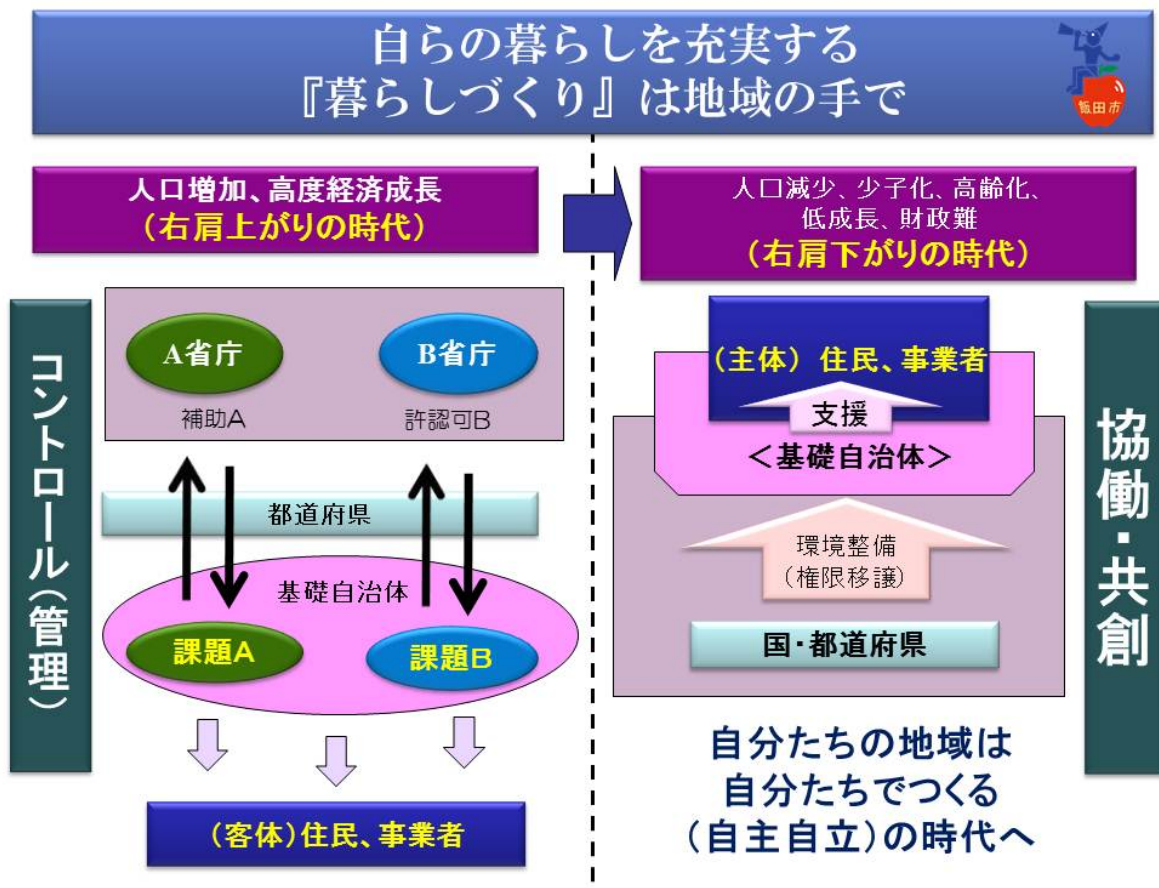 自らの暮らしを充実する
『暮らしづくり』は地域の手で
飯田市
人口増加、高度経済成長
(右肩上がりの時代)
人口減少、少子化、高齢化、
低成長、財政難
(右肩下がりの時代)
コントロール(管理)
A省庁
B省庁
補助A
許認可B
都道府県
基礎自治体
課題A
課題B
(客体)住民、事業者
(主体) 住民、事業者
支援
<基礎自治体>
環境整備
(権限移譲)
国・都道府県
協働・共創
自分たちの地域は
自分たちでつくる
(自主自立)の時代へ